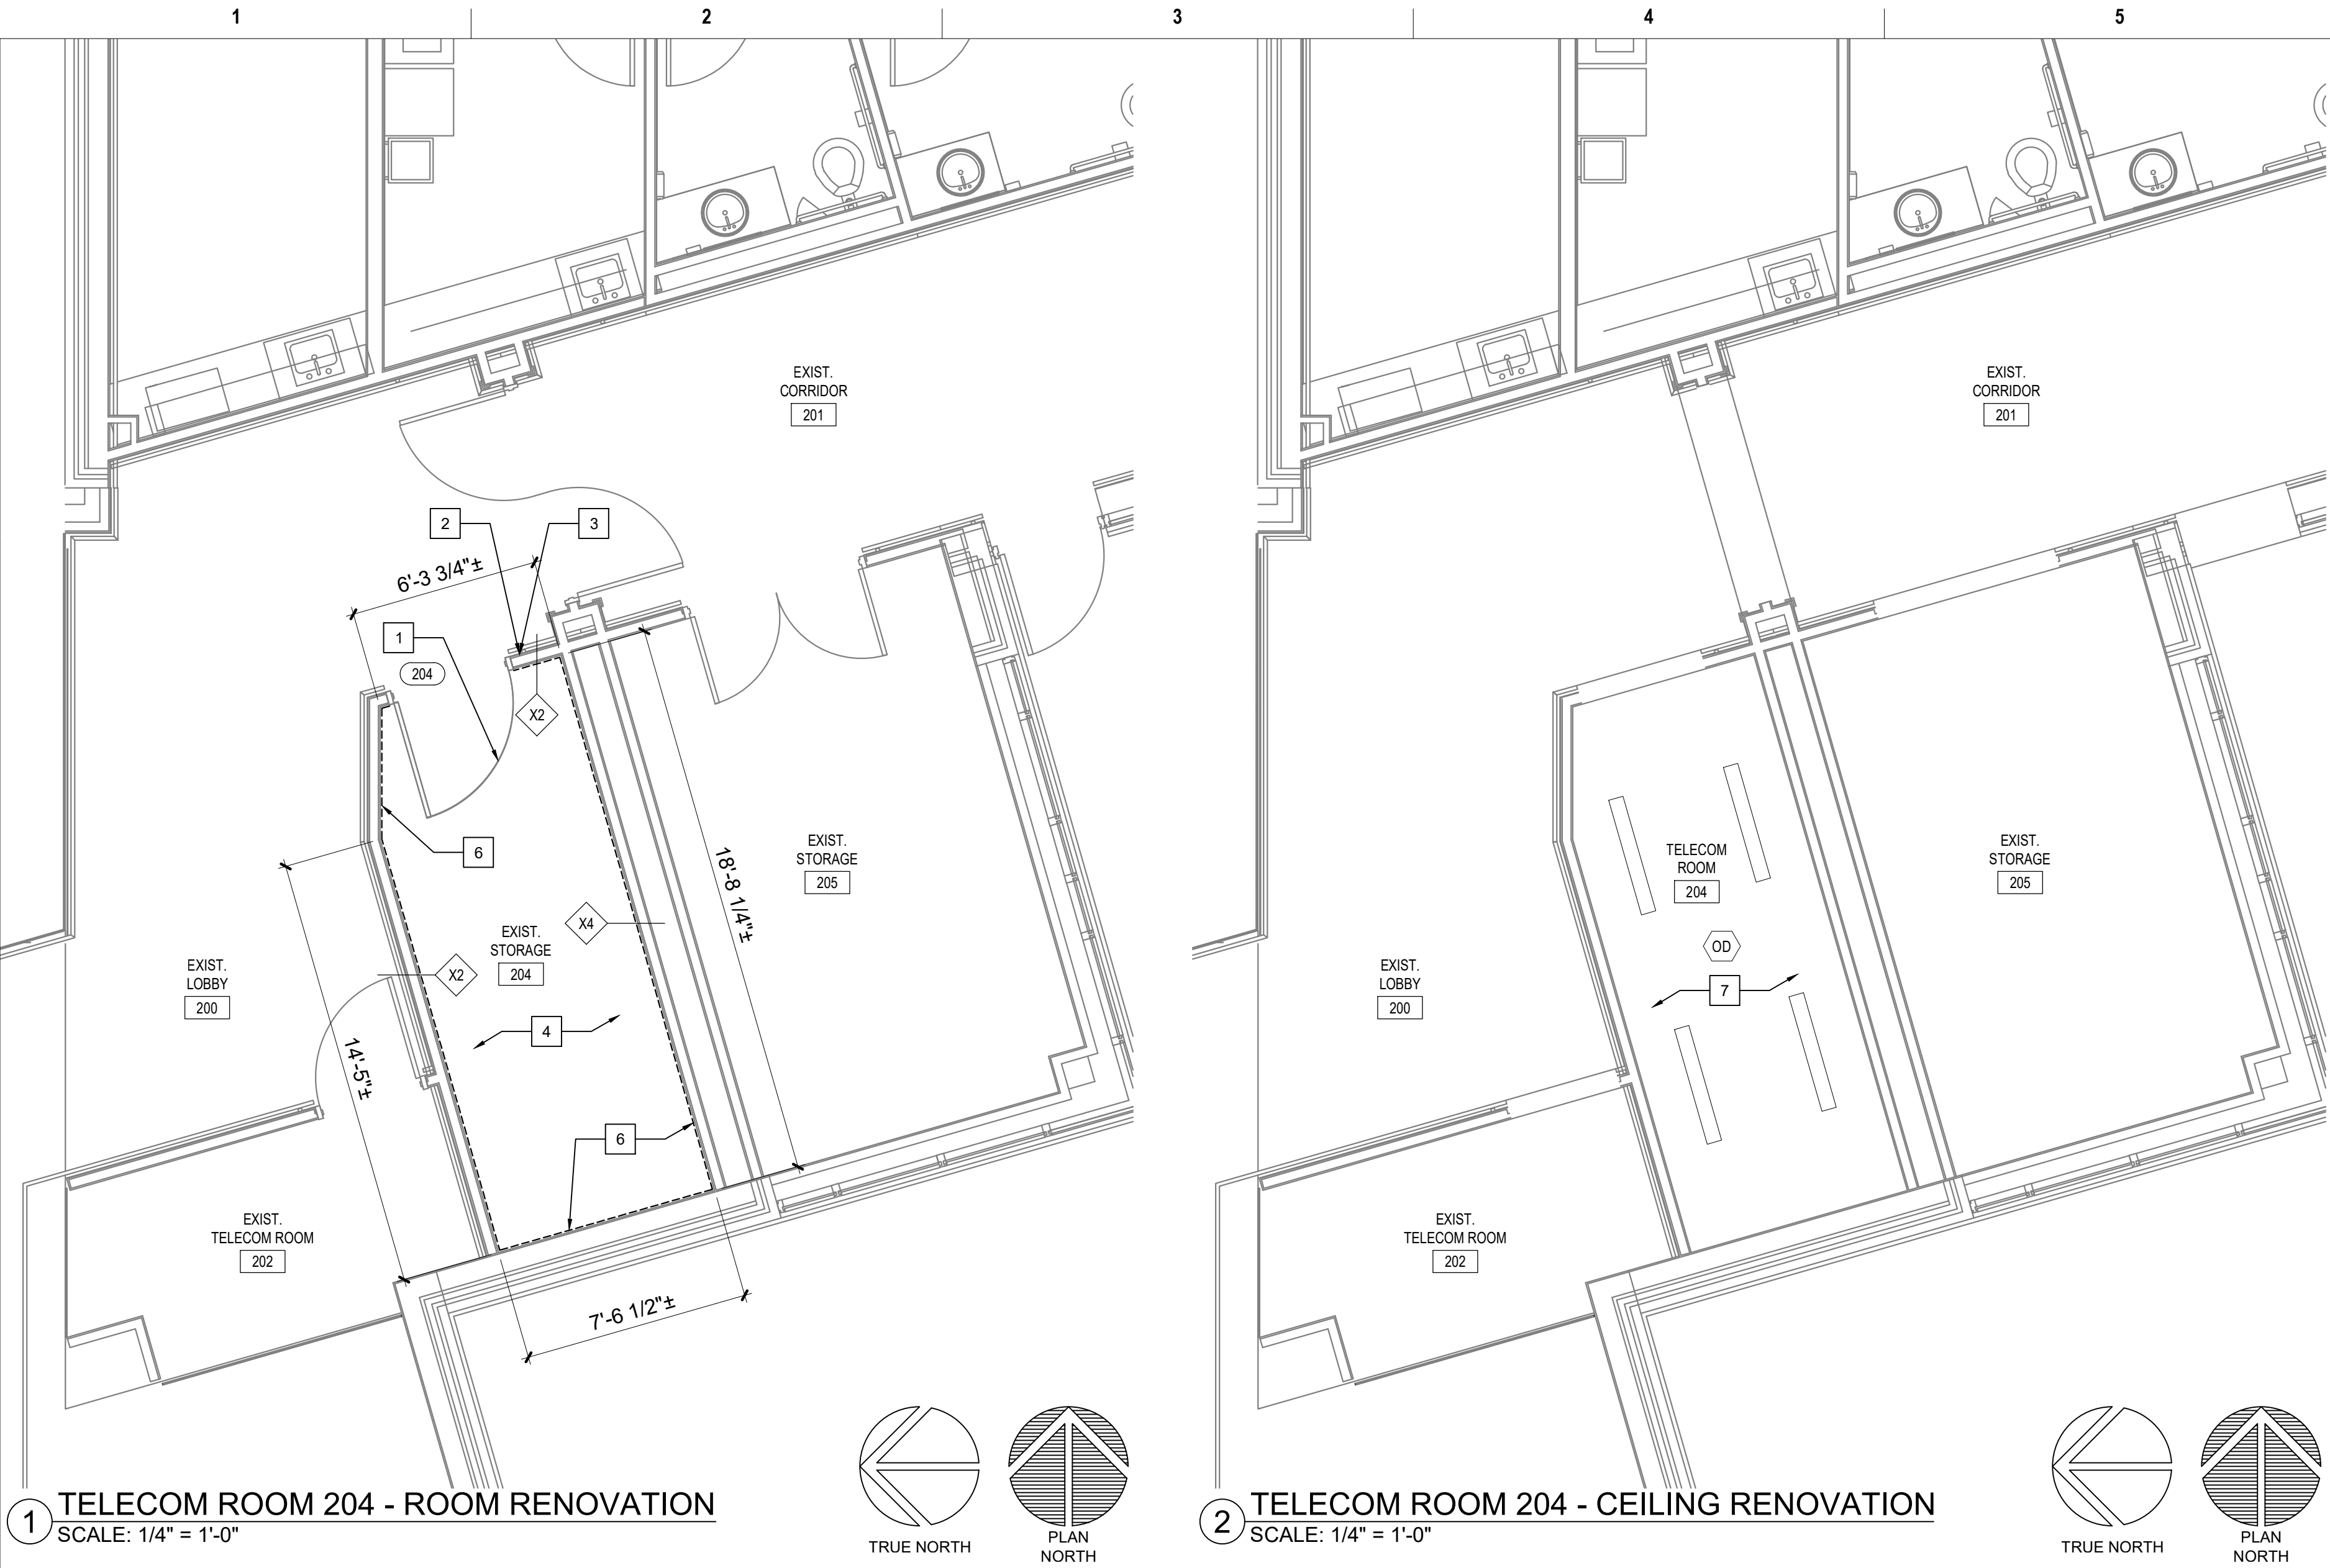 1
2
3
4
5
EXIST.
CORRIDOR
201
2
3
6'-3 3/4"±
1
204
X2
6
18'-8 1/4"±
EXIST.
STORAGE
205
X4
EXIST.
STORAGE
204
X2
EXIST.
LOBBY
200
4
14'-5"±
6
EXIST.
TELECOM ROOM
202
7'-6 1/2"±
1
TELECOM ROOM 204 - ROOM RENOVATION
SCALE: 1/4" = 1'-0"
TRUE NORTH
PLAN
NORTH
EXIST.
CORRIDOR
201
TELECOM
ROOM
204
EXIST.
STORAGE
205
OD
7
EXIST.
LOBBY
200
EXIST.
TELECOM ROOM
202
2
TELECOM ROOM 204 - CEILING RENOVATION
SCALE: 1/4" = 1'-0"
TRUE NORTH
PLAN
NORTH